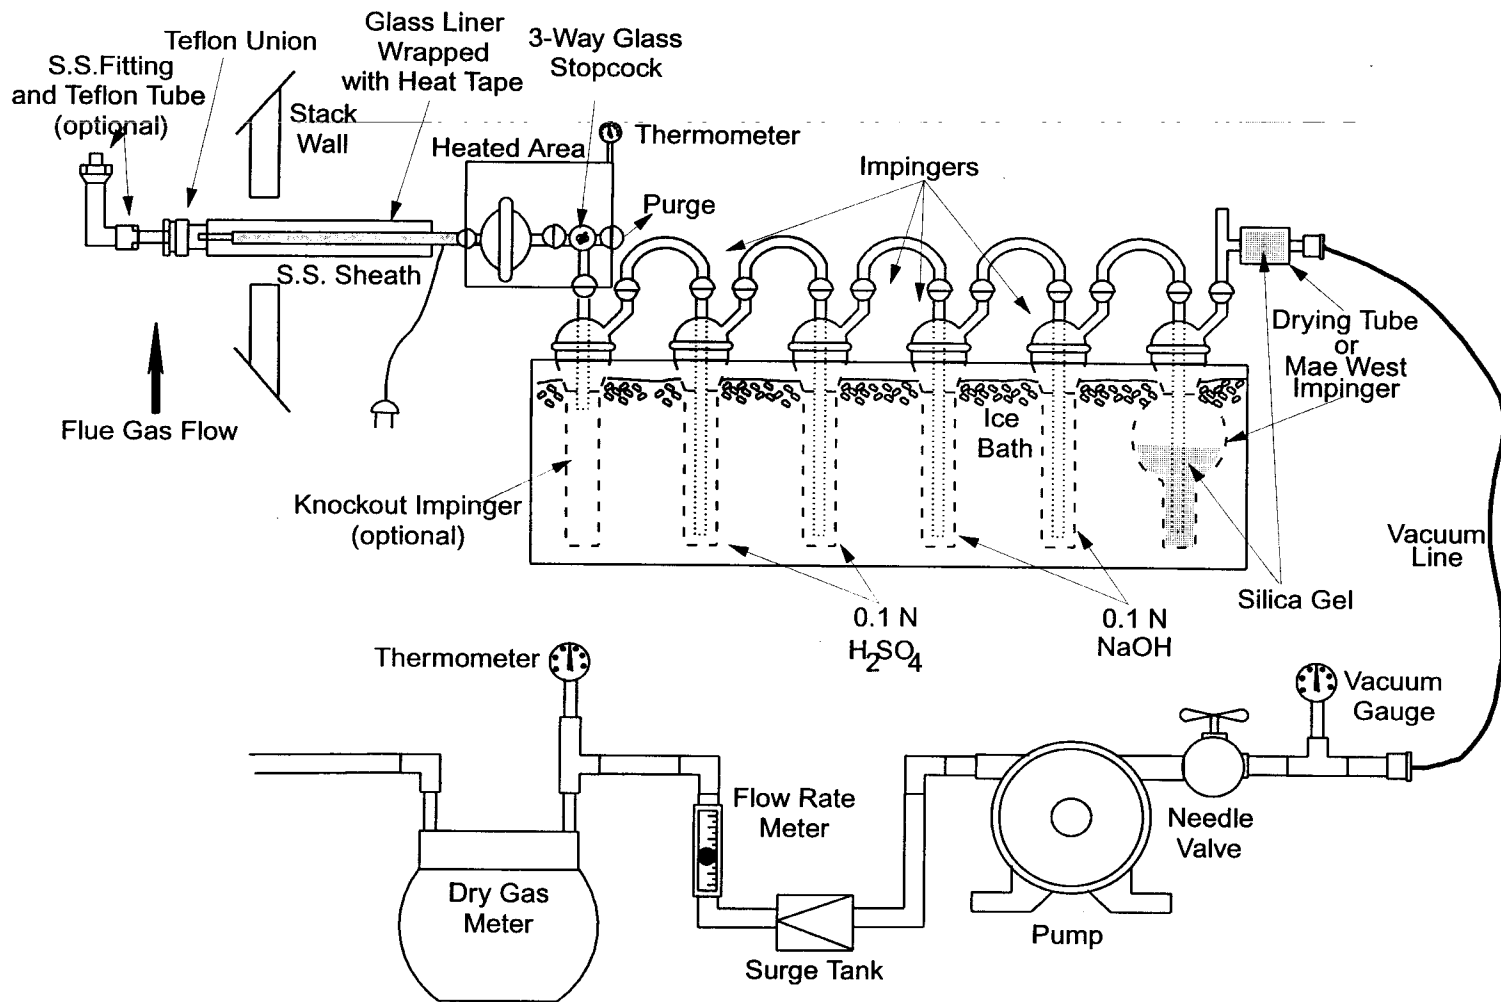 S.S.Fitting
and Teflon Tube
(optional)
Teflon Union
Glass Liner
Wrapped
with Heat Tape
3-Way Glass
Stopcock
Stack
Wall
Heated Area
Thermometer
Impingers
Purge
S.S. Sheath
Flue Gas Flow
Drying Tube
or
Mae West
Impinger
Ice
Bath
Knockout Impinger
(optional)
Vacuum
Line
Silica Gel
0.1 N
H2SO4
0.1 N
NaOH
Thermometer
Vacuum
Gauge
Flow Rate
Meter
Needle
Valve
Dry Gas
Meter
Pump
Surge Tank